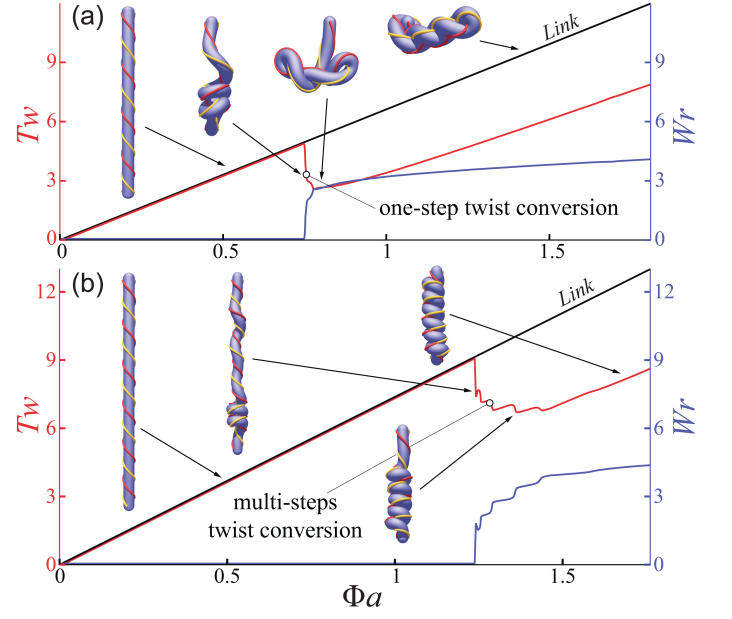 (a)
Link
9
6
3
0
Tw
Wr
9
6
3
0
one-step twist conversion
0
0.5
1
1.5
(b)
Link
12
9
6
3
0
Tw
Wr
12
9
6
3
0
multi-steps
twist conversion
0
0.5
1
1.5
Φa